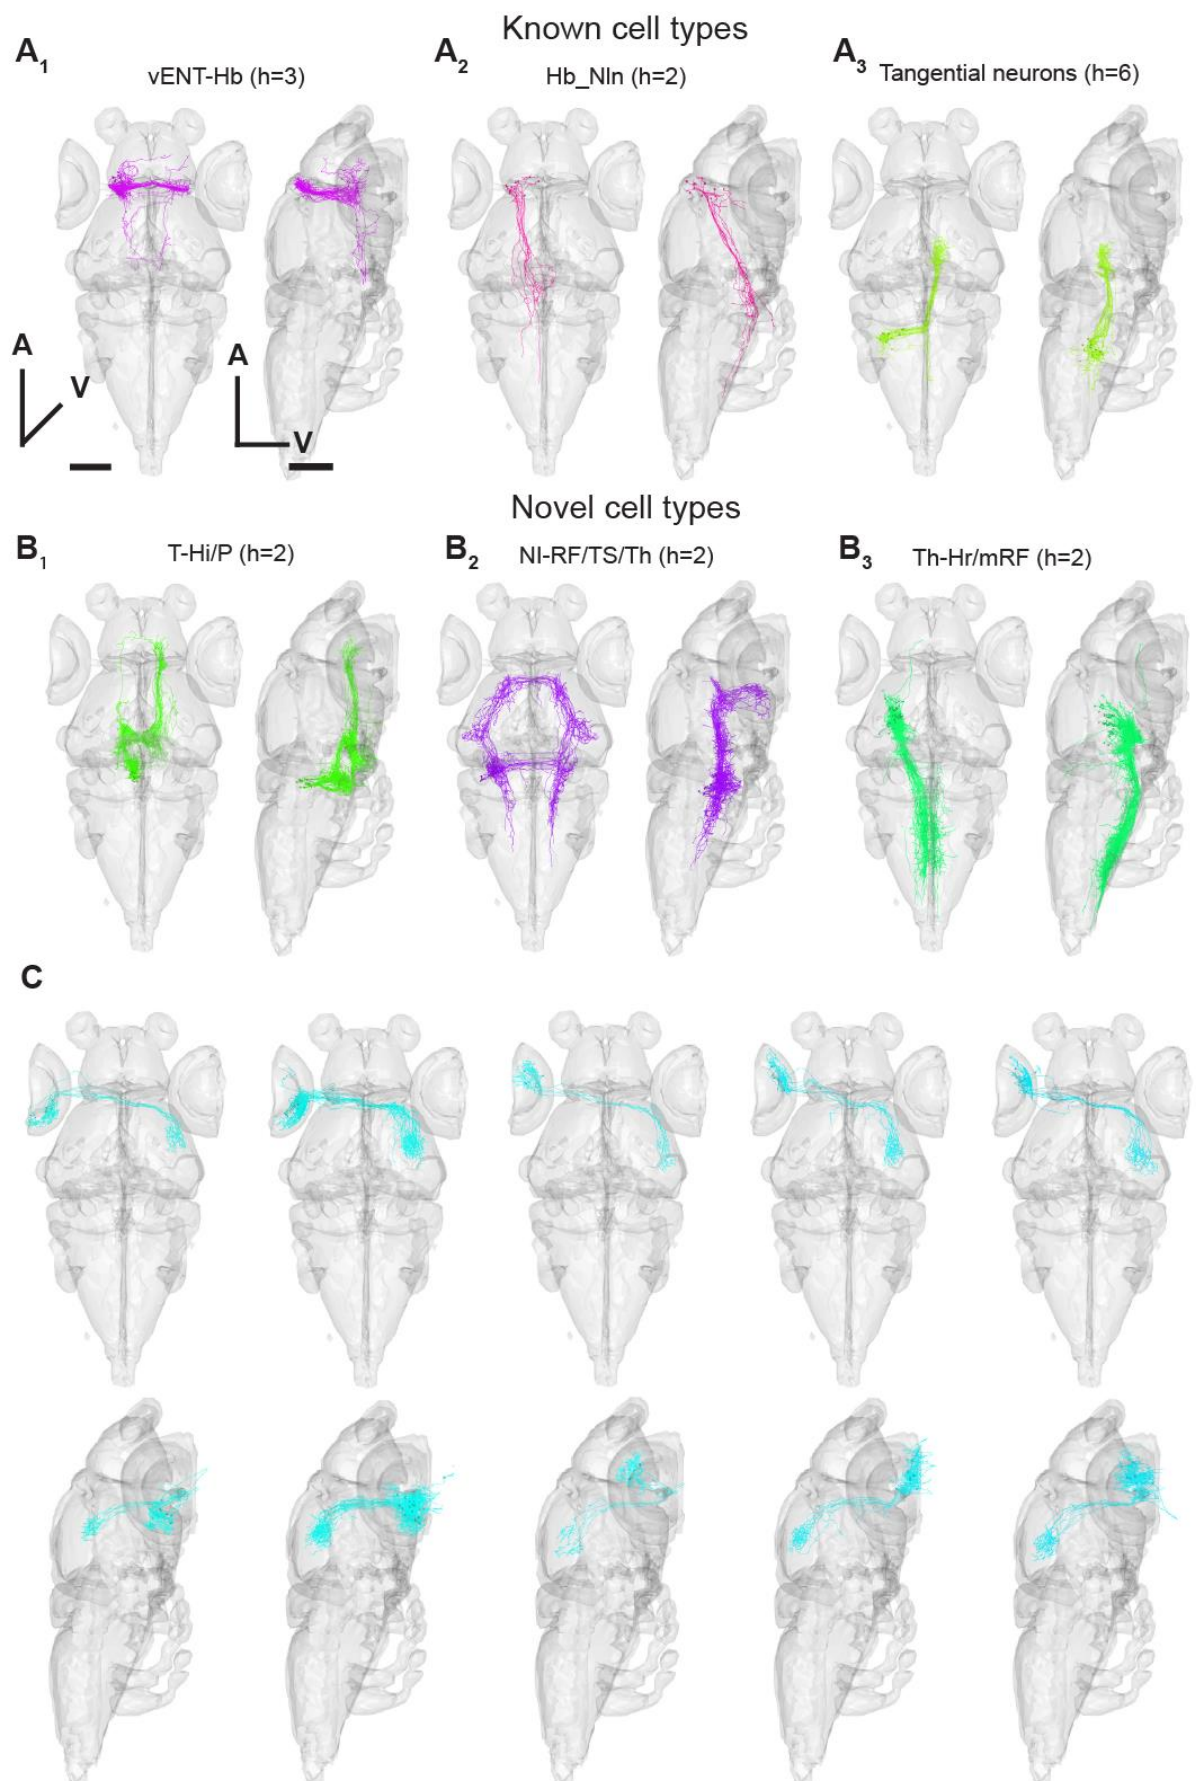 Known cell types
A1
vENT-Hb (h=3)
A2
Hb_NIn (h=2)
A3
Tangential neurons (h=6)
A
V
A
V
Novel cell types
B1
T-Hi/P (h=2)
B2
NI-RF/TS/Th (h=2)
B3
Th-Hr/mRF (h=2)
C